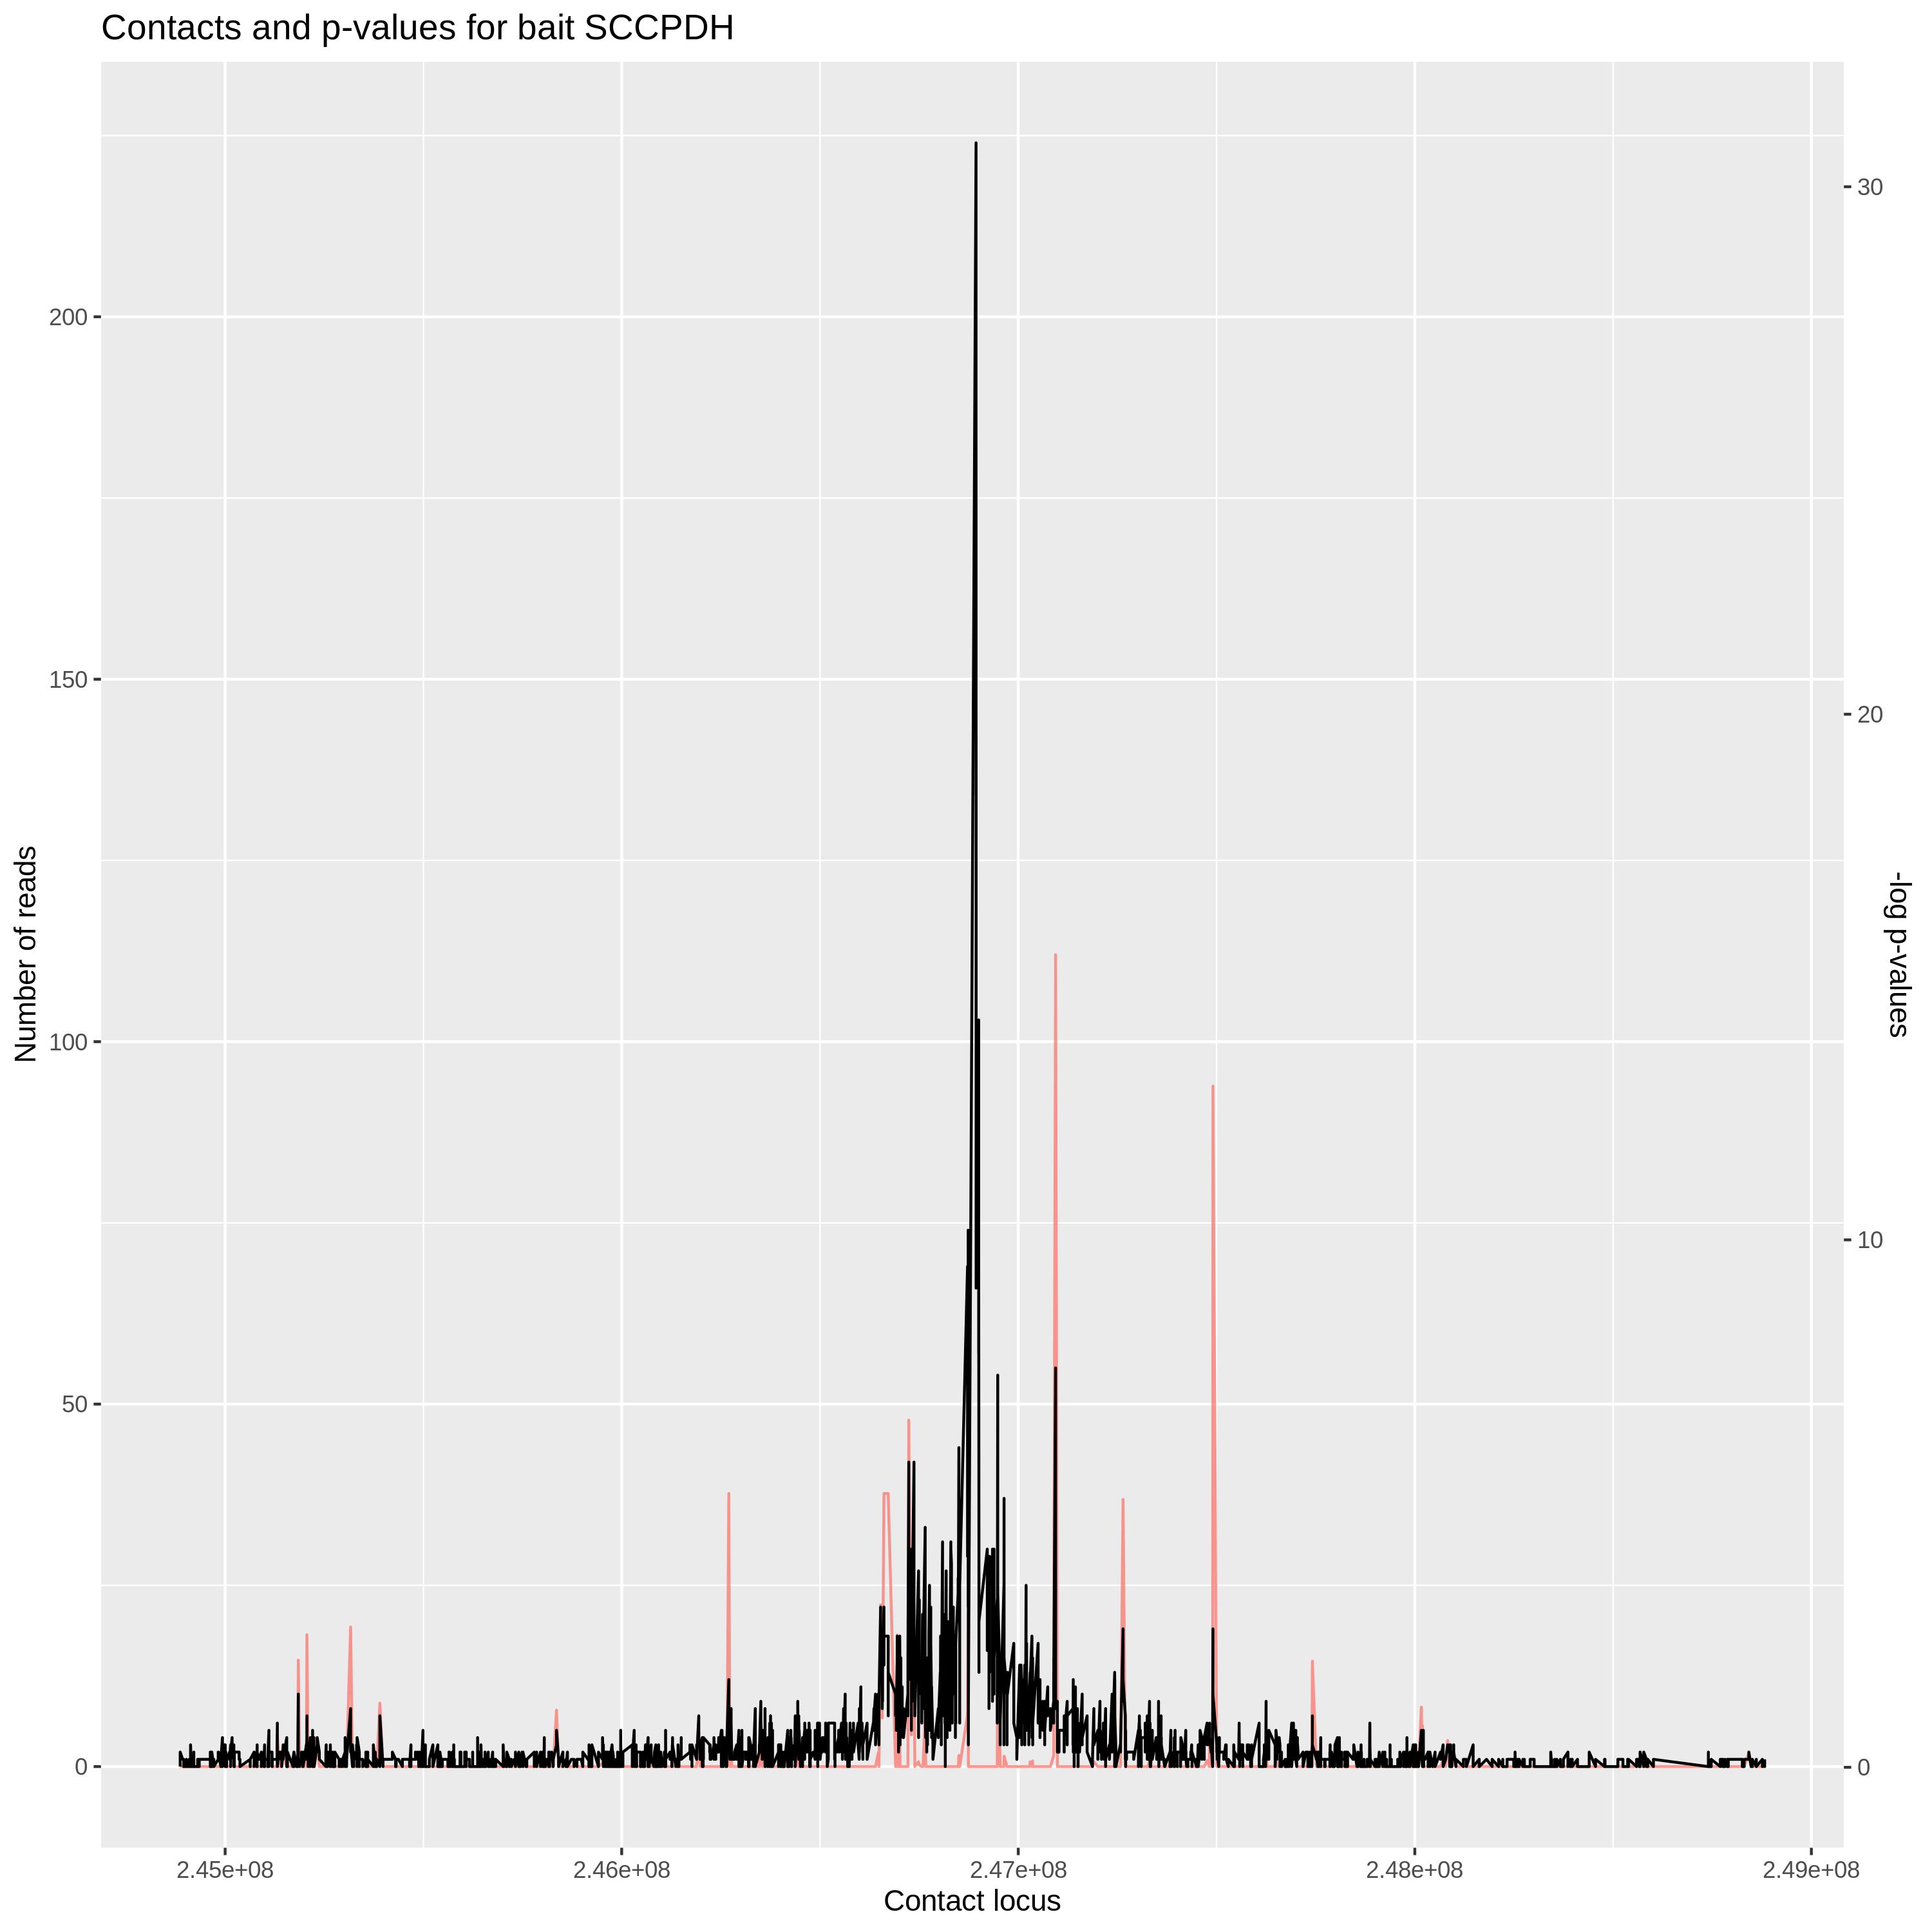 Contacts and p-values for bait SCCPDH
Number of reads
200
150
100
50
0
30
20
10
0
-log p-values
2.45e+08
2.46e+08
2.47e+08
2.48e+08
2.49e+08
Contact locus